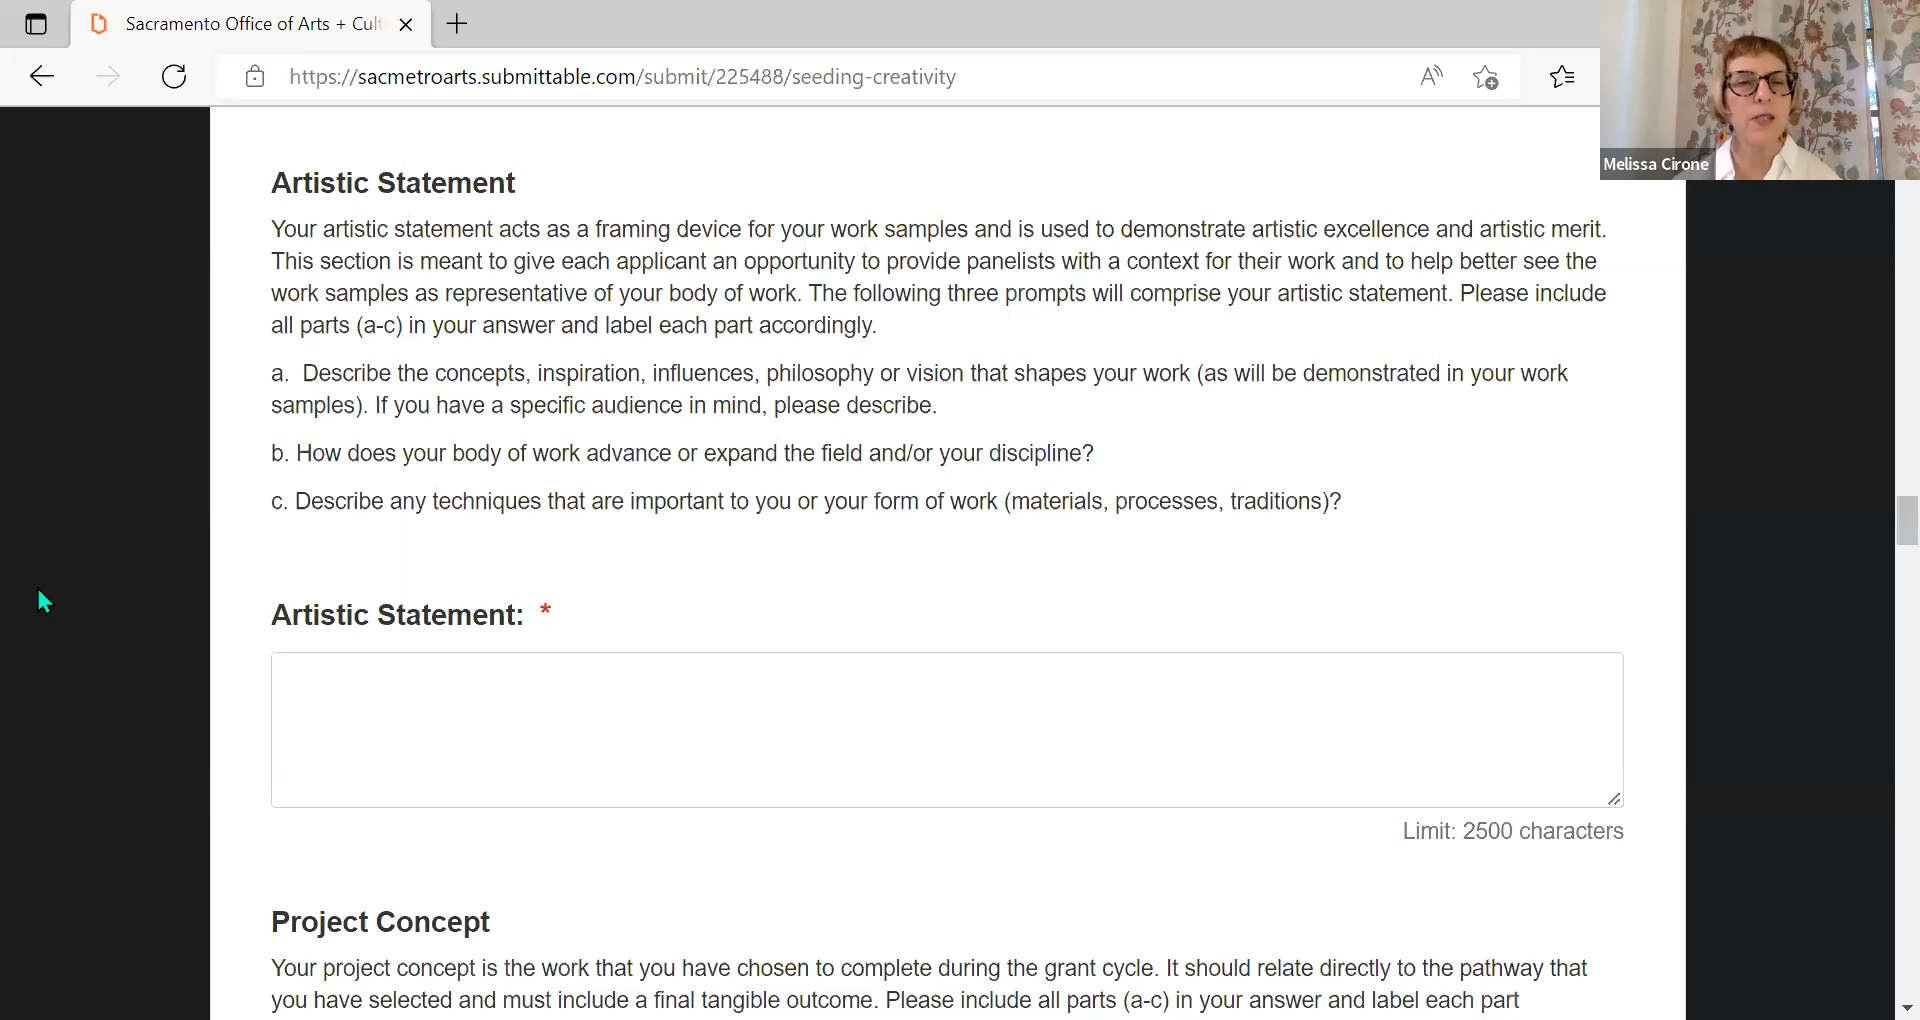 Sacramento Office of Arts + Cult
https://sacmetroarts.submittable.com/submit/225488/seeding-creativity
Melissa Cirone
Artistic Statement
Your artistic statement acts as a framing device for your work samples and is used to demonstrate artistic excellence and artistic merit.
This section is meant to give each applicant an opportunity to provide panelists with a context for their work and to help better see the
work samples as representative of your body of work. The following three prompts will comprise your artistic statement. Please include
all parts (a-c) in your answer and label each part accordingly.
a. Describe the concepts, inspiration, influences, philosophy or vision that shapes your work (as will be demonstrated in your work
samples). If you have a specific audience in mind, please describe.
b. How does your body of work advance or expand the field and/or your discipline?
c. Describe any techniques that are important to you or your form of work (materials, processes, traditions)?
Artistic Statement: *
Limit: 2500 characters
Project Concept
Your project concept is the work that you have chosen to complete during the grant cycle. It should relate directly to the pathway that
you have selected and must include a final tangible outcome. Please include all parts (a-c) in your answer and label each part